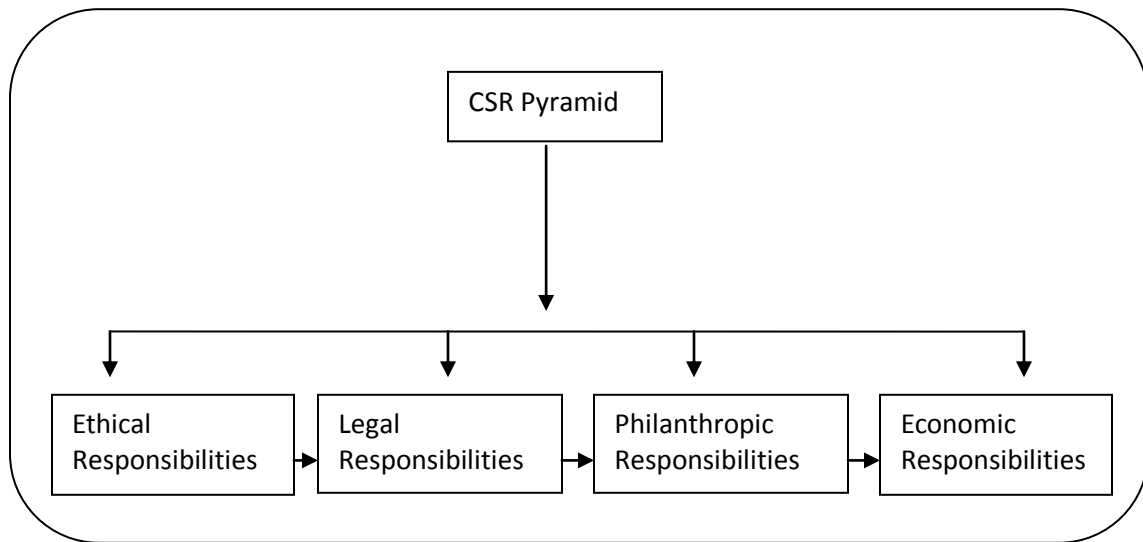 CSR Pyramid
Ethical
Responsibilities
Legal
Responsibilities
Philanthropic
Responsibilities
Economic
Responsibilities